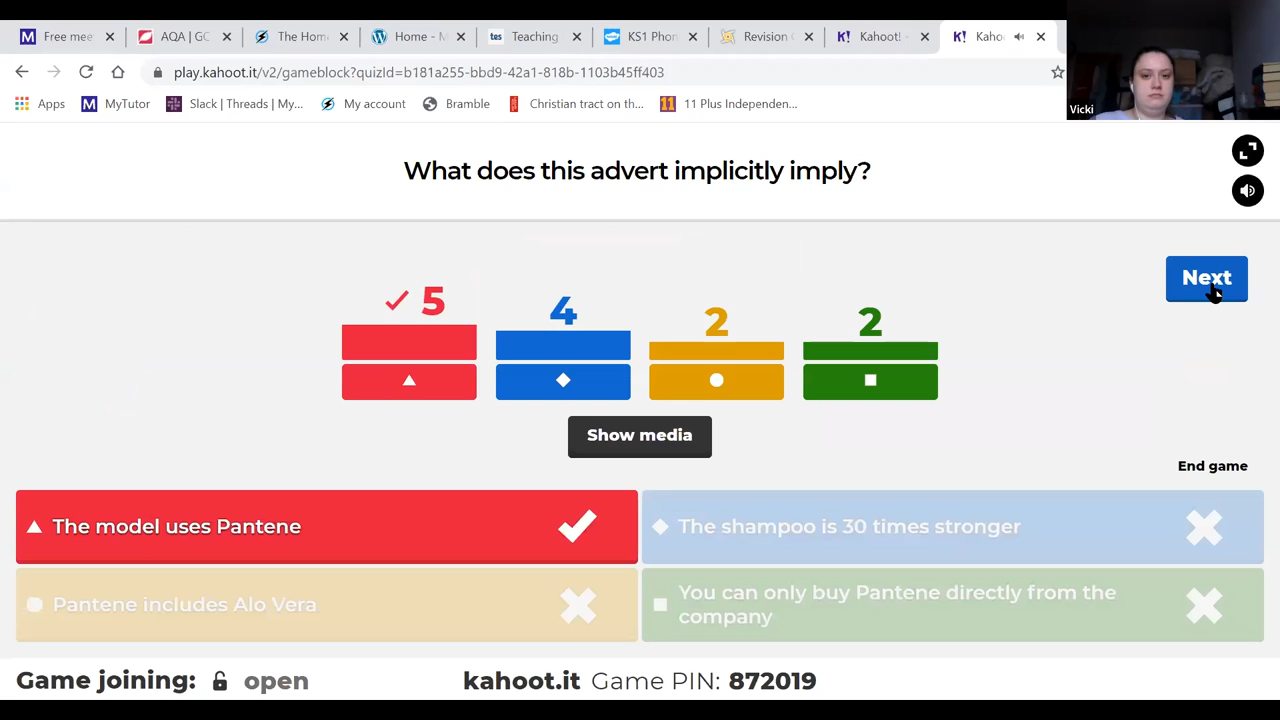 Free mee
AQA | GC
The Hom
Home - M
tes Teaching
KS1 Phon
Revision
Kahoot! -
Kaho
play.kahoot.it/v2/gameblock?quizId=b181a355-bbd9-42a1-818b-1103b45ff403
Apps
MyTutor
Slack | Threads | My...
My account
Bramble
Christian tract on th...
11 11 Plus Independen...
Vicki
What does this advert implicitly imply?
Next
5
4
2
2
Show media
End game
The model uses Pantene
The shampoo is 30 times stronger
Pantene includes Alo Vera
You can only buy Pantene directly from the
company
Game joining: open
kahoot.it Game PIN: 872019